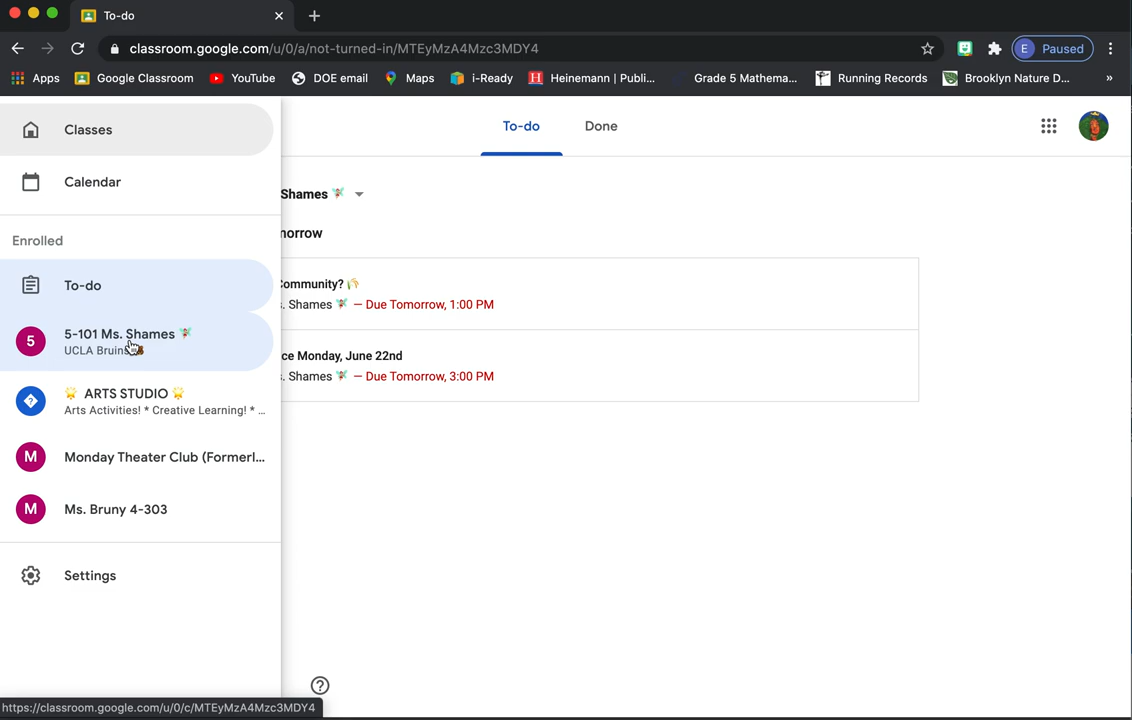 To-do
classroom.google.com/u/0/a/not-turned-in/MTEyMzA4Mzc3MDY4
E Paused
Apps Google Classroom YouTube DOE email Maps i-Ready Heinemann | Publi... Grade 5 Mathema... Running Records Brooklyn Nature D... »
Classes
Calendar
Enrolled
To-do
5
5-101 Ms. Shames 🧚
UCLA Bruins 🐻
🌟 ARTS STUDIO 🌟
Arts Activities! * Creative Learning! * ...
M
Monday Theater Club (Formerl...
M
Ms. Bruny 4-303
Settings
To-do Done
Shames 🧚
norrow
Community? 🎋
s. Shames 🧚 — Due Tomorrow, 1:00 PM
ce Monday, June 22nd
s. Shames 🧚 — Due Tomorrow, 3:00 PM
https://classroom.google.com/u/0/c/MTEyMzA4Mzc3MDY4